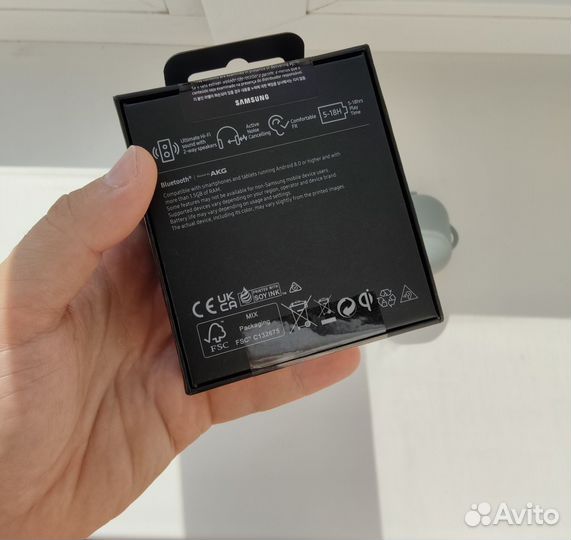 SAMSUNG
Ultimate Hi-Fi
sound with
2-way speakers
Active
Noise
Cancelling
Comfortable
Fit
5-18H
5-18hrs
Play
Time
Bluetooth® | Sound by AKG
Compatible with smartphones and tablets running Android 8.0 or higher and with
more than 1.5GB of RAM.
Some features may not be available for non-Samsung mobile device users.
Supported devices may vary depending on your region, operator and device brand.
Battery life may vary depending on usage and settings.
The actual device, including its color, may vary slightly from the printed images.
CE UK CA
PRINTED WITH
SOY INK
FSC
MIX
Packaging
FSC® C132675
qi
Avito